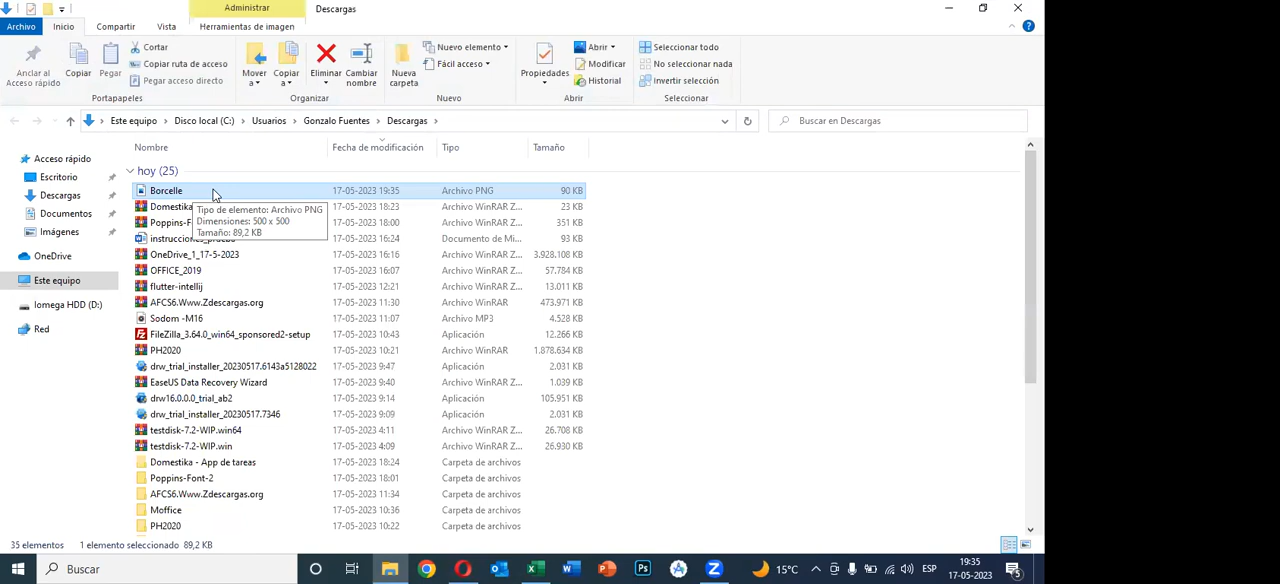 Administrar
Descargas
Archivo Inicio Compartir Vista Herramientas de imagen
Anclar al Acceso rápido
Copiar
Pegar
Cortar
Copiar ruta de acceso
Pegar acceso directo
Mover a
Copiar a
Eliminar
Cambiar nombre
Nueva carpeta
Nuevo elemento
Fácil acceso
Propiedades
Abrir
Modificar
Historial
Seleccionar todo
No seleccionar nada
Invertir selección
Portapapeles Organizar Nuevo Abrir Seleccionar
Este equipo > Disco local (C:) > Usuarios > Gonzalo Fuentes > Descargas >
Buscar en Descargas
Acceso rápido
Escritorio
Descargas
Documentos
Imágenes
OneDrive
Este equipo
Iomega HDD (D:)
Red
Nombre Fecha de modificación Tipo Tamaño
hoy (25)
Borcelle 17-05-2023 19:35 Archivo PNG 90 KB
Domestika 17-05-2023 18:23 Archivo WinRAR Z... 23 KB
Poppins-F 17-05-2023 18:00 Archivo WinRAR Z... 351 KB
Tipo de elemento: Archivo PNG
Dimensiones: 500 x 500
Tamaño: 89,2 KB
17-05-2023 16:24 Documento de Mi... 93 KB
OneDrive_1_17-5-2023 17-05-2023 16:16 Archivo WinRAR Z... 3.928.108 KB
OFFICE_2019 17-05-2023 16:07 Archivo WinRAR Z... 57.784 KB
flutter-intellij 17-05-2023 12:21 Archivo WinRAR Z... 13.011 KB
AFCS6.Www.Zdescargas.org 17-05-2023 11:30 Archivo WinRAR 473.971 KB
Sodom -M16 17-05-2023 11:07 Archivo MP3 4.528 KB
FileZilla_3.64.0_win64_sponsored2-setup 17-05-2023 10:43 Aplicación 12.266 KB
PH2020 17-05-2023 10:21 Archivo WinRAR 1.878.634 KB
drw_trial_installer_20230517.6143a5128022 17-05-2023 9:47 Aplicación 2.031 KB
EaseUS Data Recovery Wizard 17-05-2023 9:40 Archivo WinRAR Z... 1.039 KB
drw16.0.0.0_trial_ab2 17-05-2023 9:14 Aplicación 105.951 KB
drw_trial_installer_20230517.7346 17-05-2023 9:09 Aplicación 2.031 KB
testdisk-7.2-WIP.win64 17-05-2023 4:11 Archivo WinRAR Z... 26.708 KB
testdisk-7.2-WIP.win 17-05-2023 4:09 Archivo WinRAR Z... 26.930 KB
Domestika - App de tareas 17-05-2023 18:24 Carpeta de archivos
Poppins-Font-2 17-05-2023 18:01 Carpeta de archivos
AFCS6.Www.Zdescargas.org 17-05-2023 11:34 Carpeta de archivos
Moffice 17-05-2023 10:36 Carpeta de archivos
PH2020 17-05-2023 10:22 Carpeta de archivos
35 elementos 1 elemento seleccionado 89,2 KB
Buscar
15°C
ESP
19:35
17-05-2023
5